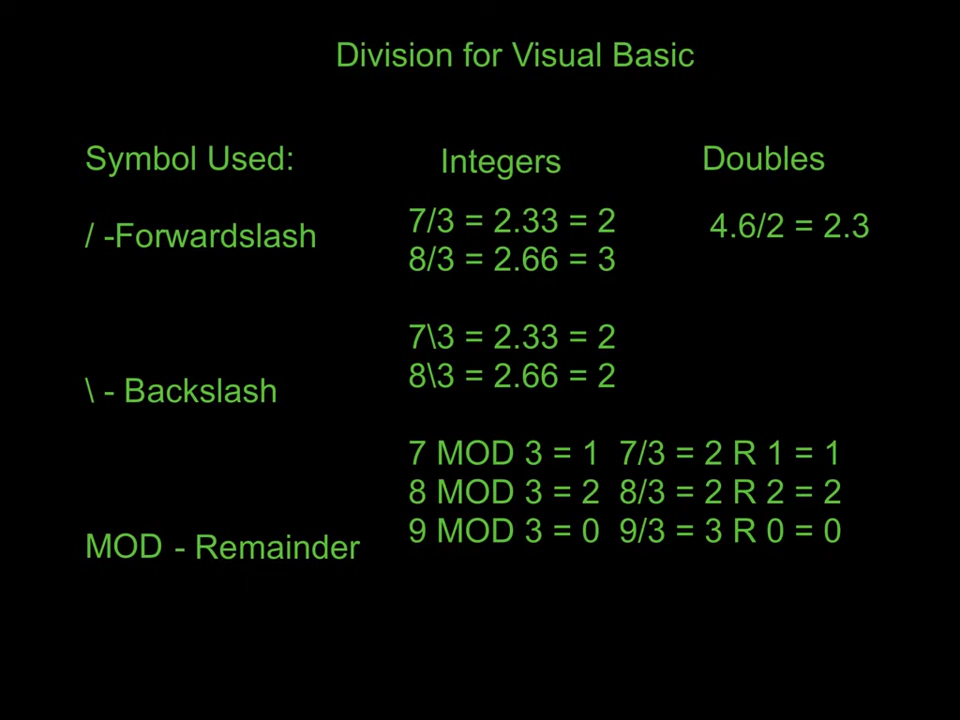 Division for Visual Basic
Symbol Used: Integers Doubles
/ -Forwardslash
7/3 = 2.33 = 2
8/3 = 2.66 = 3
4.6/2 = 2.3
\ - Backslash
7\3 = 2.33 = 2
8\3 = 2.66 = 2
MOD - Remainder
7 MOD 3 = 1 7/3 = 2 R 1 = 1
8 MOD 3 = 2 8/3 = 2 R 2 = 2
9 MOD 3 = 0 9/3 = 3 R 0 = 0